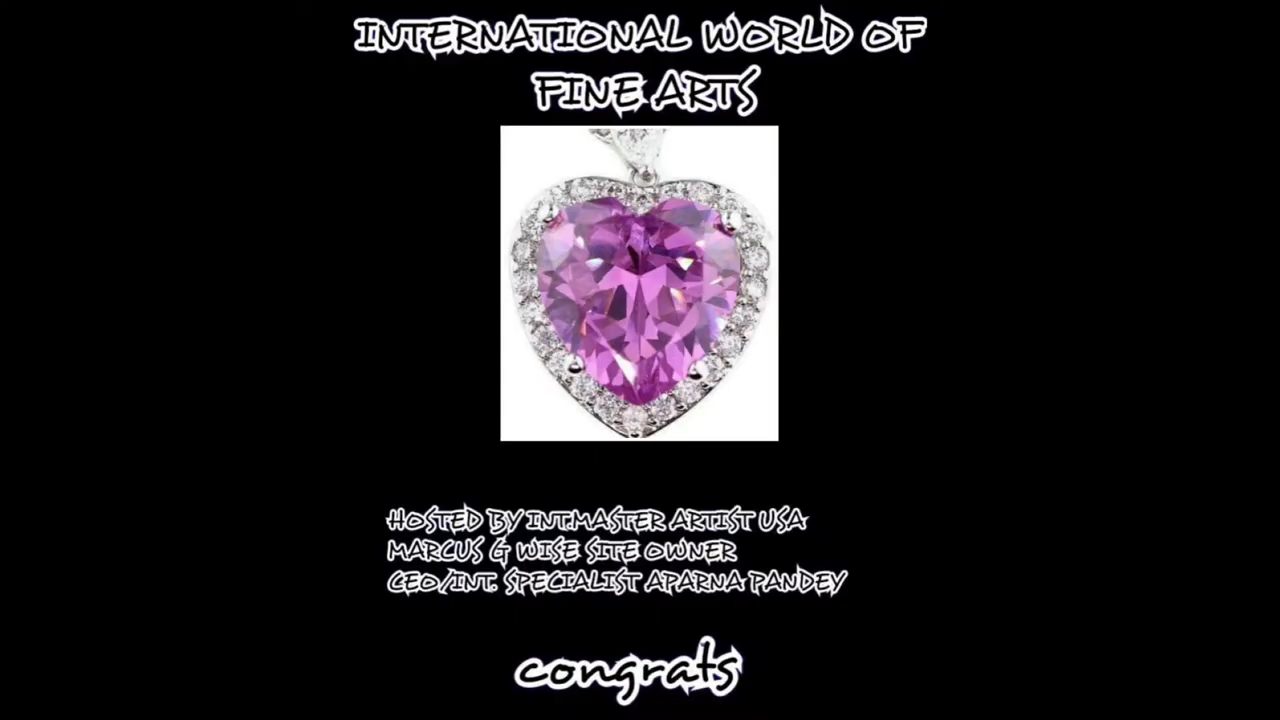 INTERNATIONAL WORLD OF
FINE ARTS
HOSTED BY INT.MASTER ARTIST USA
MARCUS G WISE SITE OWNER
CEO/INT. SPECIALIST APARNA PANDEY
congrats